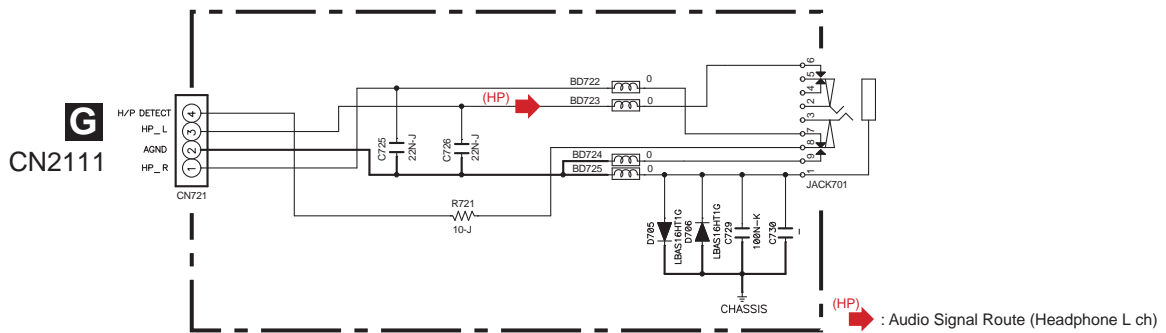 G
CN2111
H/P DETECT
HP_L
AGND
HP_R
4
3
2
1
CN721
C725
22N-J
C726
22N-J
(HP)
R721
10-J
BD722
0
BD723
0
BD724
0
BD725
0
6
5
4
2
3
7
8
9
1
JACK701
D705
LBAS16HT1G
D706
LBAS16HT1G
C729
100N-K
C730
-
CHASSIS
(HP)
: Audio Signal Route (Headphone L ch)